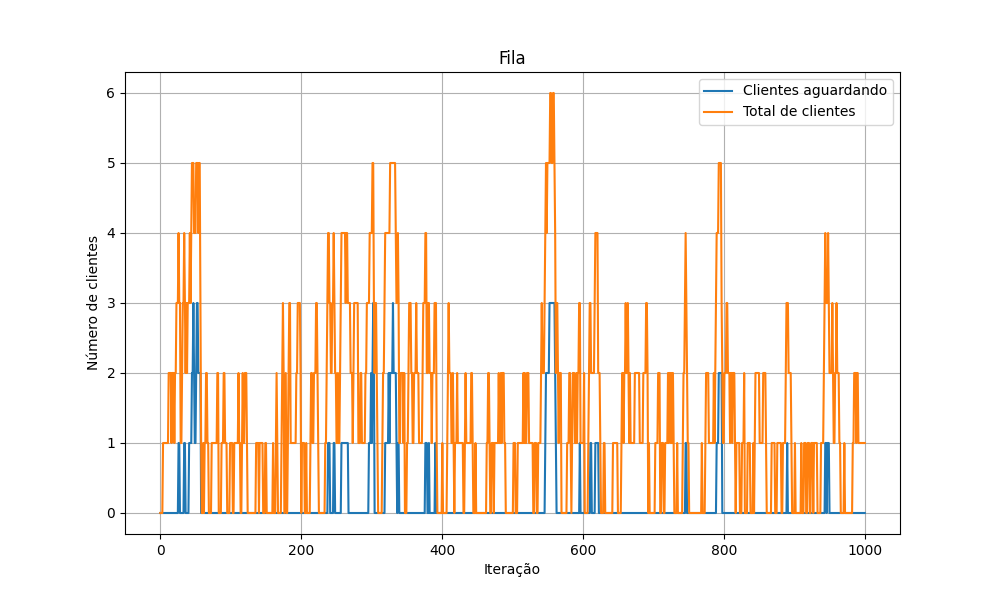 Fila
Clientes aguardando
Total de clientes
Número de clientes
6
5
4
3
2
1
0
0 200 400 600 800 1000
Iteração